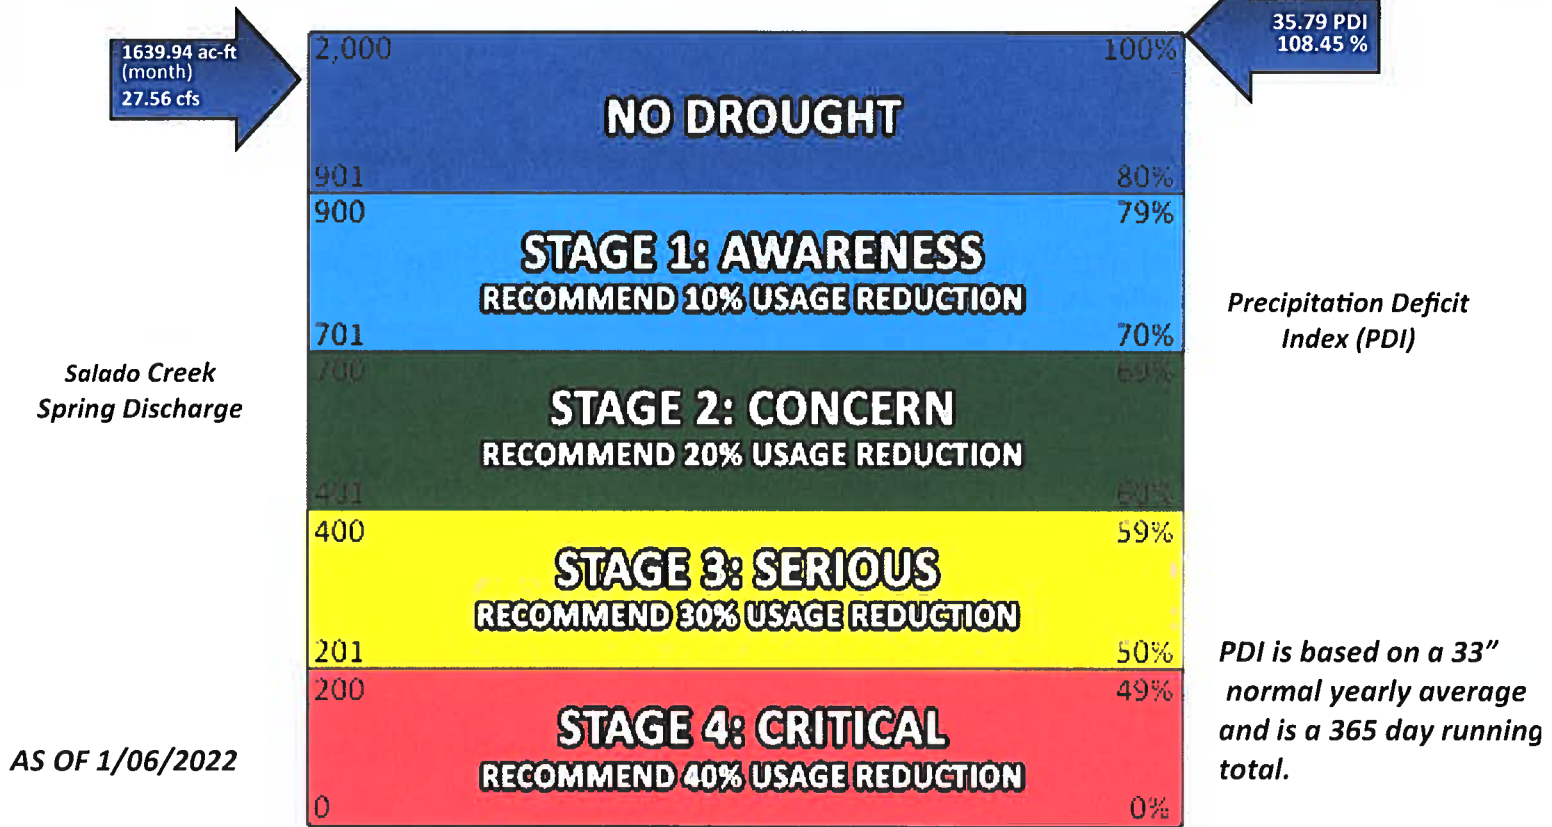 1639.94 ac-ft
(month)
27.56 cfs
35.79 PDI
108.45 %
2,000 100%
NO DROUGHT
901 80%
900 79%
STAGE 1: AWARENESS
RECOMMEND 10% USAGE REDUCTION
701 70%
Precipitation Deficit
Index (PDI)
Salado Creek
Spring Discharge
700 69%
STAGE 2: CONCERN
RECOMMEND 20% USAGE REDUCTION
401 60%
400 59%
STAGE 3: SERIOUS
RECOMMEND 30% USAGE REDUCTION
201 50%
200 49%
STAGE 4: CRITICAL
RECOMMEND 40% USAGE REDUCTION
0 0%
PDI is based on a 33”
normal yearly average
and is a 365 day running
total.
AS OF 1/06/2022